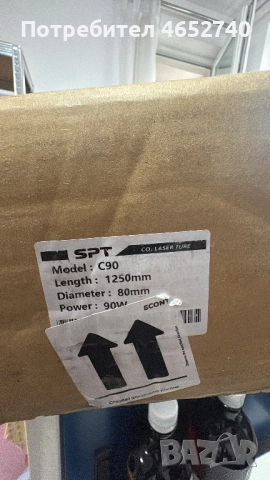 Потребител 4652740
SPT CO₂ LASER TUBE
Model : C90
Length : 1250mm
Diameter : 80mm
Power : 90W
ECONT
BAZAR